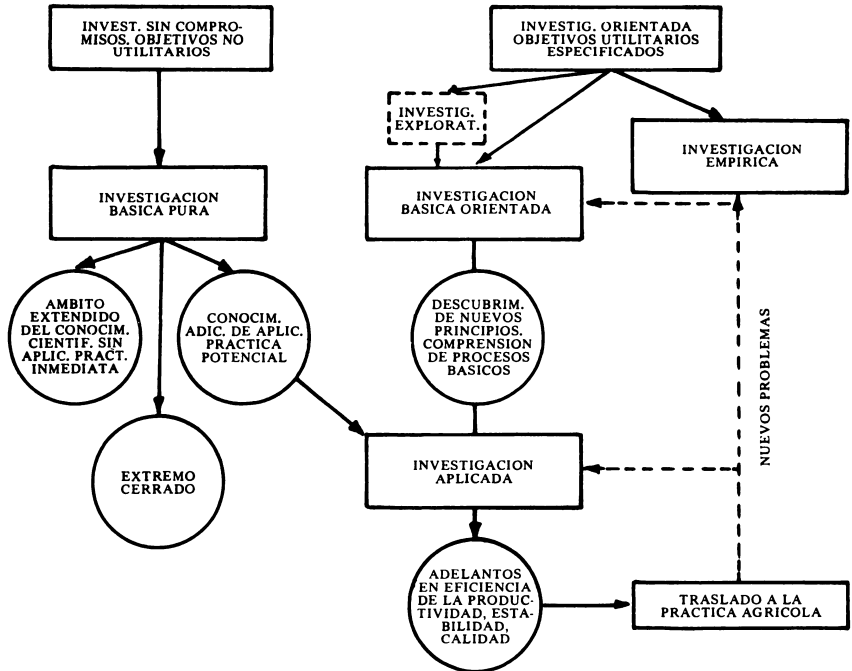 INVEST. SIN COMPRO-
MISOS. OBJETIVOS NO
UTILITARIOS
INVESTIG. ORIENTADA
OBJETIVOS UTILITARIOS
ESPECIFICADOS
INVESTIG.
EXPLORAT.
INVESTIGACION
EMPIRICA
INVESTIGACION
BASICA PURA
INVESTIGACION
BASICA ORIENTADA
AMBITO
EXTENDIDO
DEL CONOCIM.
CIENTIF. SIN
APLIC. PRACT.
INMEDIATA
CONOCIM.
ADIC. DE APLIC.
PRACTICA
POTENCIAL
DESCUBRIM.
DE NUEVOS
PRINCIPIOS.
COMPRENSION
DE PROCESOS
BASICOS
NUEVOS PROBLEMAS
EXTREMO
CERRADO
INVESTIGACION
APLICADA
ADELANTOS
EN EFICIENCIA
DE LA PRODUC-
TIVIDAD, ESTA-
BILIDAD,
CALIDAD
TRASLADO A LA
PRACTICA AGRICOLA